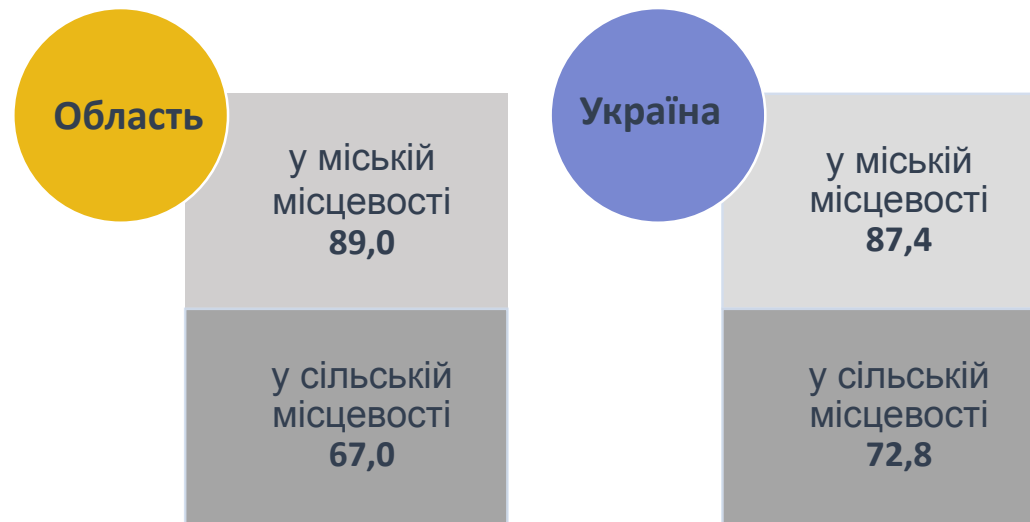 Область
у міській
місцевості
89,0
у сільській
місцевості
67,0
Україна
у міській
місцевості
87,4
у сільській
місцевості
72,8